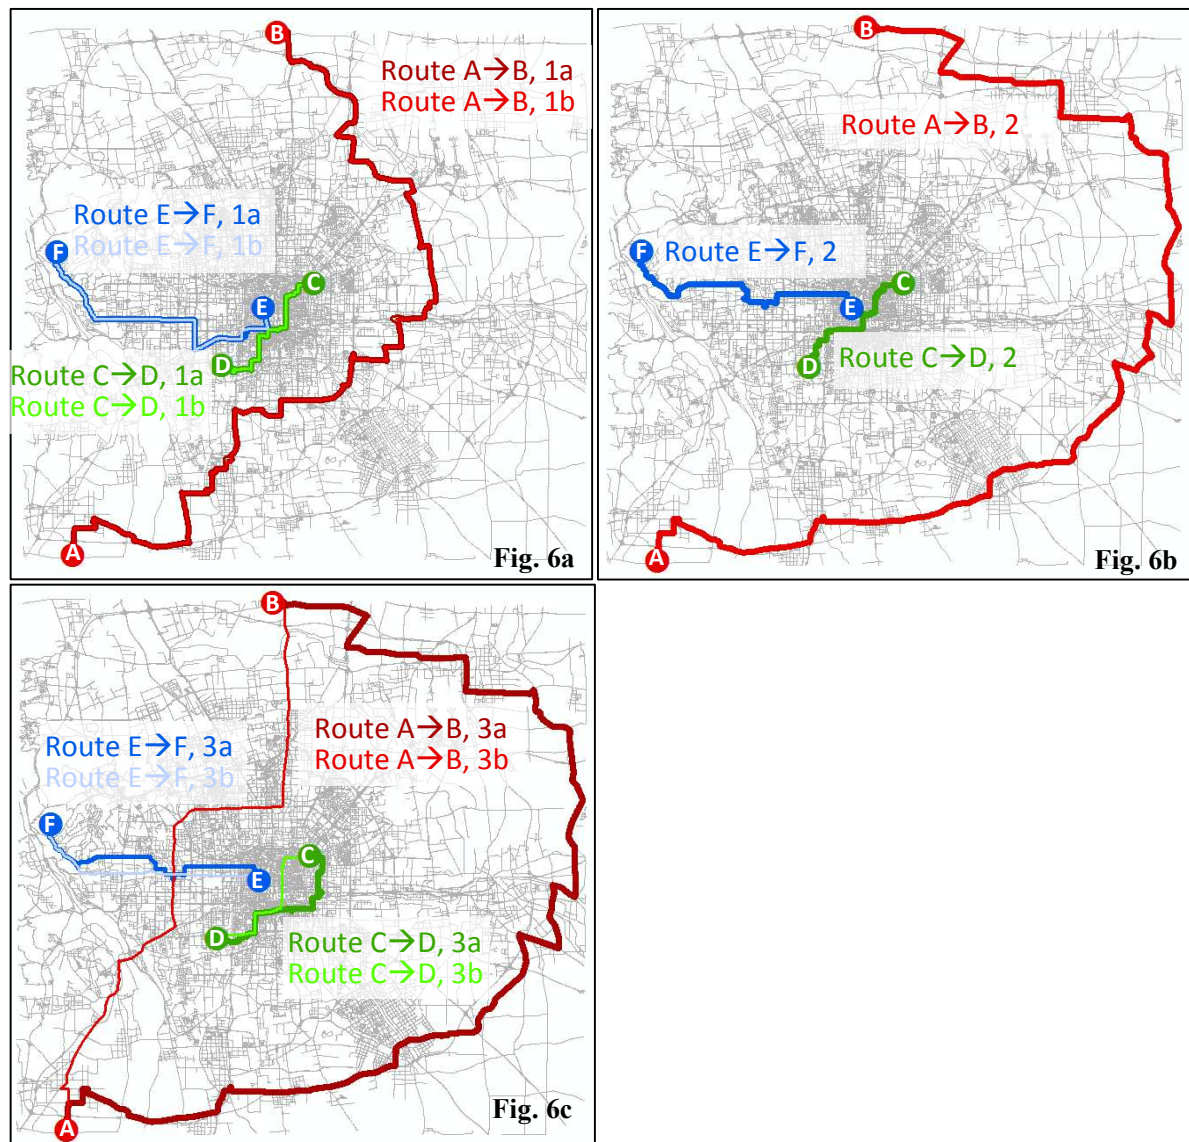 B
Route A→B, 1a
Route A→B, 1b
Route E→F, 1a
Route E→F, 1b
F
C
E
D
Route C→D, 1a
Route C→D, 1b
A
Fig. 6a
B
Route A→B, 2
F
Route E→F, 2
C
E
D
Route C→D, 2
A
Fig. 6b
B
Route A→B, 3a
Route A→B, 3b
Route E→F, 3a
Route E→F, 3b
F
C
E
D
Route C→D, 3a
Route C→D, 3b
A
Fig. 6c